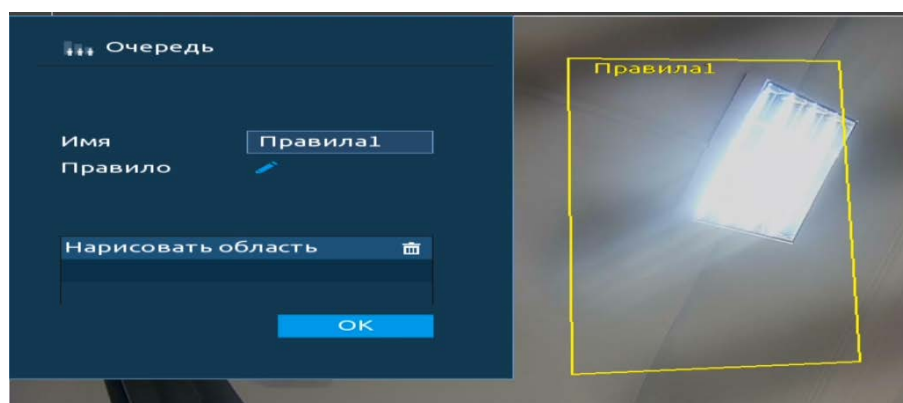 Очередь
Имя
Правила1
Правило
Нарисовать область
OK
Правила1